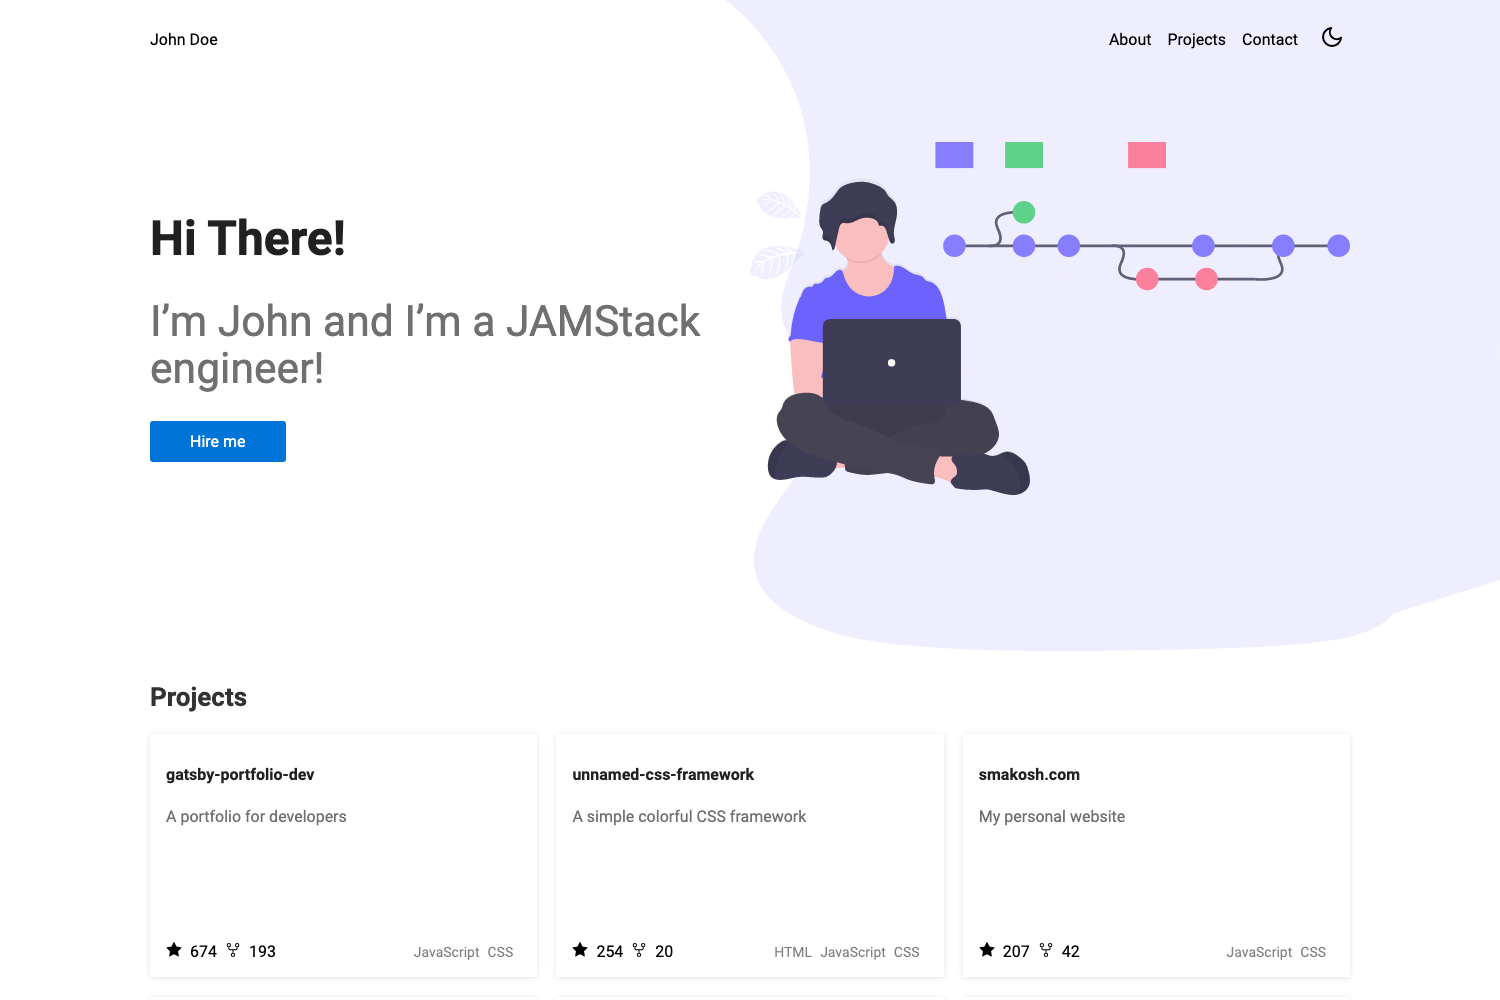 John Doe
About Projects Contact
Hi There!
I’m John and I’m a JAMStack
engineer!
Hire me
Projects
gatsby-portfolio-dev
A portfolio for developers
674 193 JavaScript CSS
unnamed-css-framework
A simple colorful CSS framework
254 20 HTML JavaScript CSS
smakosh.com
My personal website
207 42 JavaScript CSS